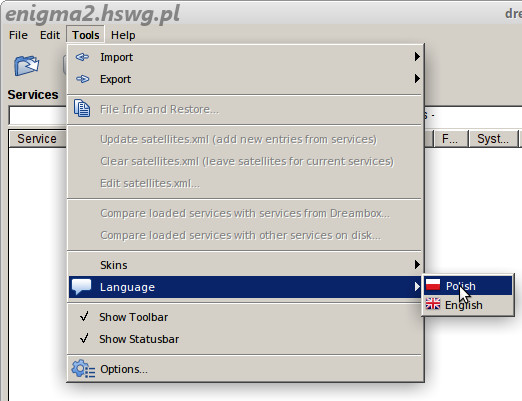 enigma2.hswg.pl
dre
File Edit Tools Help
Import
Export
Services
File Info and Restore...
s -
Service
F... Syst...
Update satellites.xml (add new entries from services)
Clear satellites.xml (leave satellites for current services)
Edit satellites.xml...
Compare loaded services with services from Dreambox...
Compare loaded services with other services on disk...
Skins
Language
Polish
English
Show Toolbar
Show Statusbar
Options...